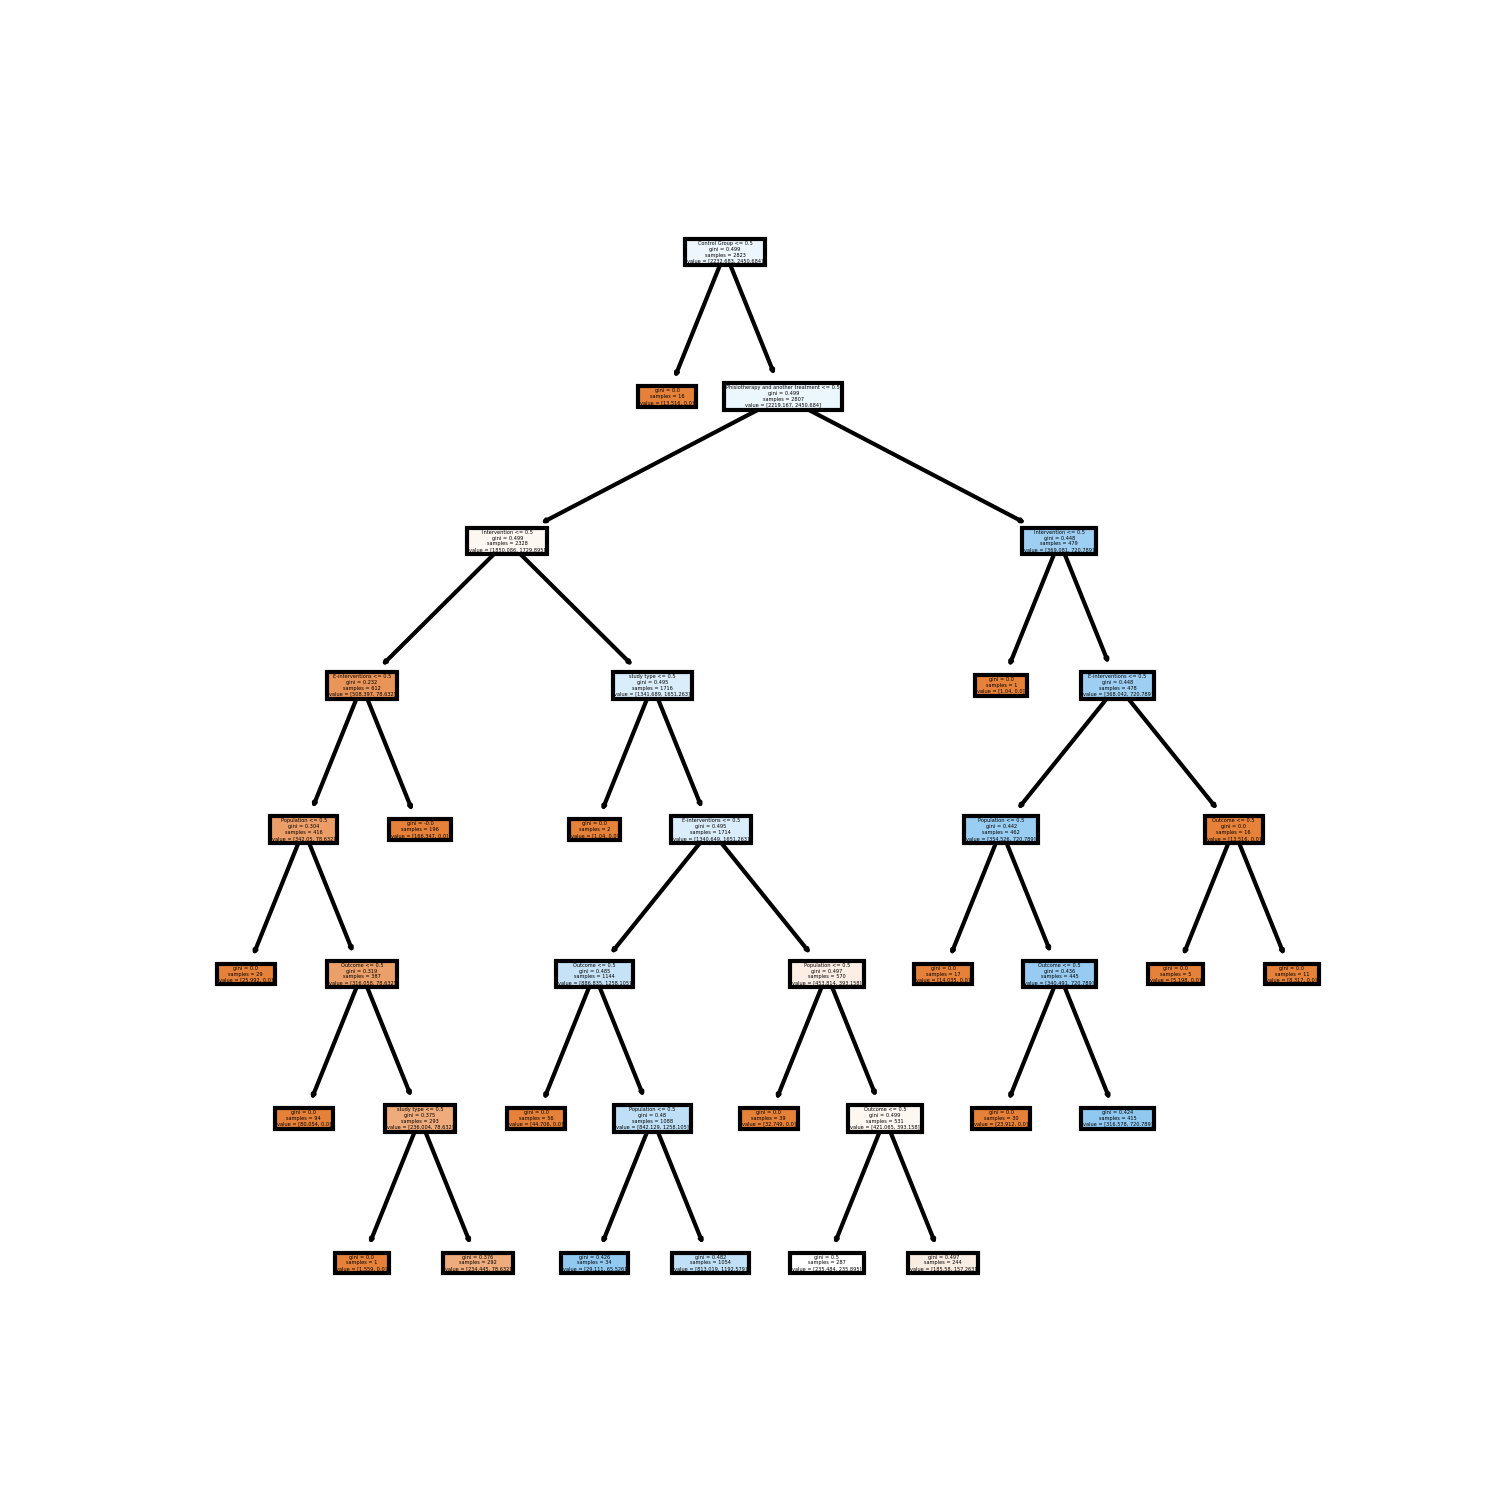 Control Group <= 0.5
gini = 0.499
samples = 2823
value = [2232.683, 2450.684]
gini = 0.0
samples = 16
value = [13.516, 0.0]
Phisiotherapy and another treatment <= 0.5
gini = 0.499
samples = 2807
value = [2219.167, 2450.684]
Intervention <= 0.5
gini = 0.499
samples = 2328
value = [1850.086, 1729.895]
Intervention <= 0.5
gini = 0.448
samples = 479
value = [369.081, 720.789]
E-interventions <= 0.5
gini = 0.232
samples = 612
value = [508.397, 78.632]
study type <= 0.5
gini = 0.495
samples = 1716
value = [1341.689, 1651.263]
gini = 0.0
samples = 1
value = [1.04, 0.0]
E-interventions <= 0.5
gini = 0.448
samples = 478
value = [368.042, 720.789]
Population <= 0.5
gini = 0.304
samples = 416
value = [342.05, 78.632]
gini = -0.0
samples = 196
value = [166.347, 0.0]
gini = 0.0
samples = 2
value = [1.04, 0.0]
E-interventions <= 0.5
gini = 0.495
samples = 1714
value = [1340.649, 1651.263]
Population <= 0.5
gini = 0.442
samples = 462
value = [354.526, 720.789]
Outcome <= 0.5
gini = 0.0
samples = 16
value = [13.516, 0.0]
gini = 0.0
samples = 29
value = [25.992, 0.0]
Outcome <= 0.5
gini = 0.319
samples = 387
value = [316.058, 78.632]
Outcome <= 0.5
gini = 0.485
samples = 1144
value = [886.835, 1258.105]
Population <= 0.5
gini = 0.497
samples = 570
value = [453.814, 393.158]
gini = 0.0
samples = 17
value = [14.035, 0.0]
Outcome <= 0.5
gini = 0.436
samples = 445
value = [340.491, 720.789]
gini = 0.0
samples = 5
value = [5.198, 0.0]
gini = 0.0
samples = 11
value = [8.317, 0.0]
gini = 0.0
samples = 94
value = [80.054, 0.0]
study type <= 0.5
gini = 0.375
samples = 293
value = [236.004, 78.632]
gini = 0.0
samples = 56
value = [44.706, 0.0]
Population <= 0.5
gini = 0.48
samples = 1088
value = [842.129, 1258.105]
gini = 0.0
samples = 39
value = [32.749, 0.0]
Outcome <= 0.5
gini = 0.499
samples = 531
value = [421.065, 393.158]
gini = 0.0
samples = 30
value = [23.912, 0.0]
gini = 0.424
samples = 415
value = [316.578, 720.789]
gini = 0.0
samples = 1
value = [1.559, 0.0]
gini = 0.376
samples = 292
value = [234.445, 78.632]
gini = 0.426
samples = 34
value = [29.111, 65.526]
gini = 0.482
samples = 1054
value = [813.019, 1192.579]
gini = 0.5
samples = 287
value = [235.484, 235.895]
gini = 0.497
samples = 244
value = [185.58, 157.263]